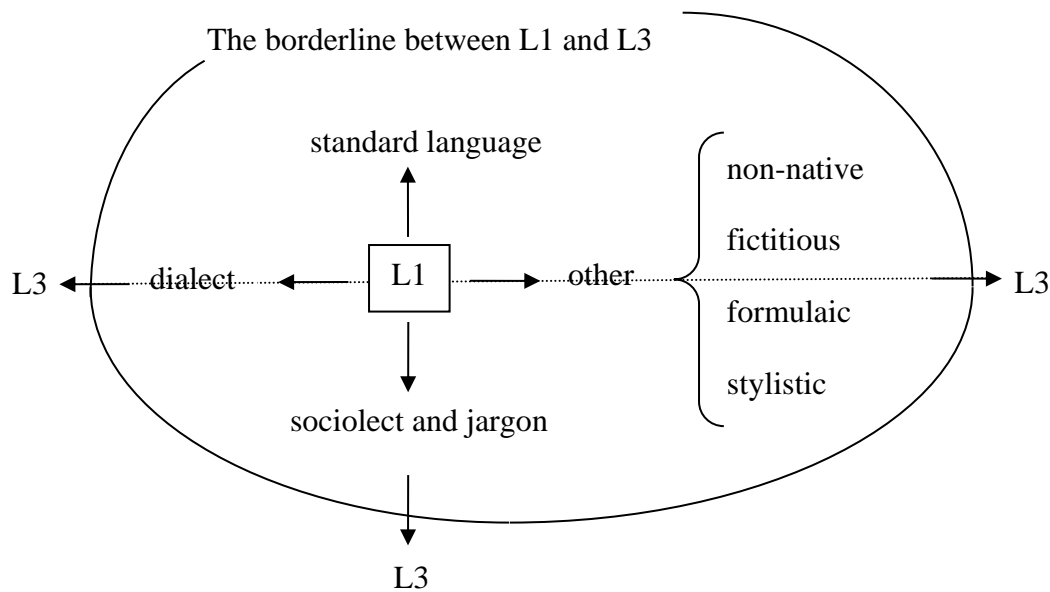 The borderline between L1 and L3
standard language
non-native
fictitious
L3
dialect
L1
other
L3
formulaic
stylistic
sociolect and jargon
L3